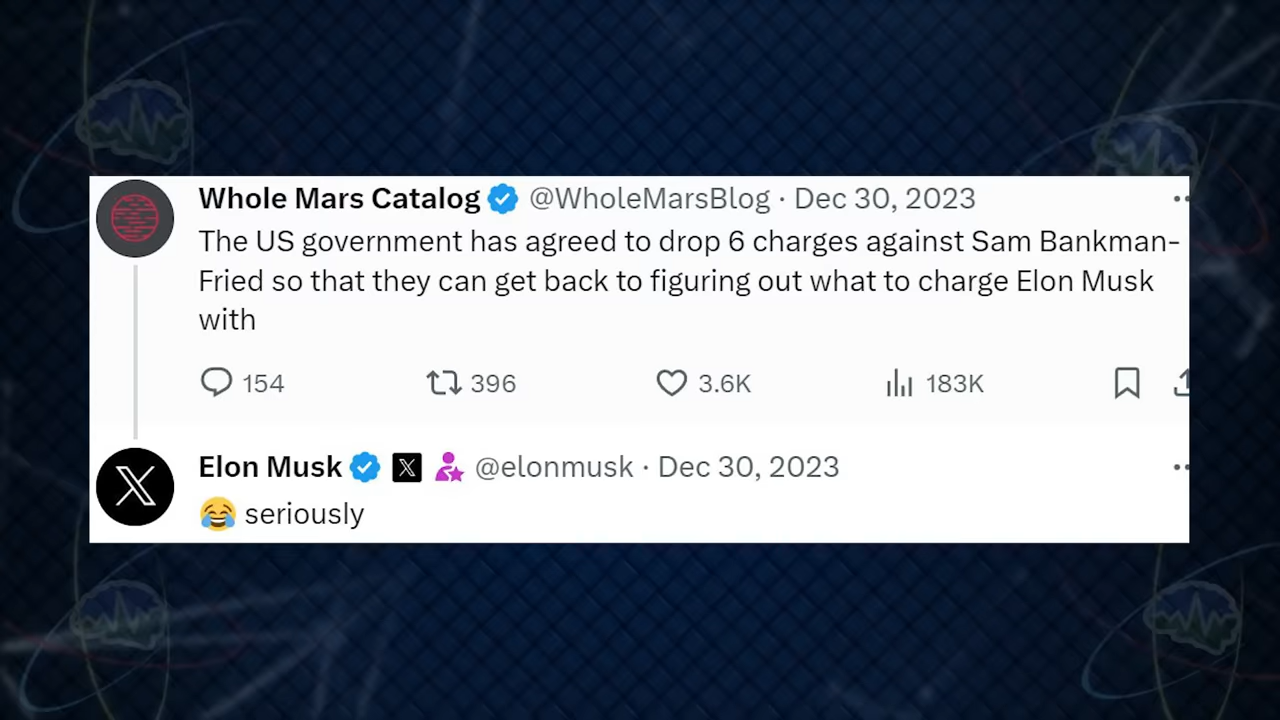 Whole Mars Catalog @WholeMarsBlog · Dec 30, 2023
The US government has agreed to drop 6 charges against Sam Bankman-
Fried so that they can get back to figuring out what to charge Elon Musk
with
154 396 3.6K 183K
Elon Musk X @elonmusk · Dec 30, 2023
😂 seriously